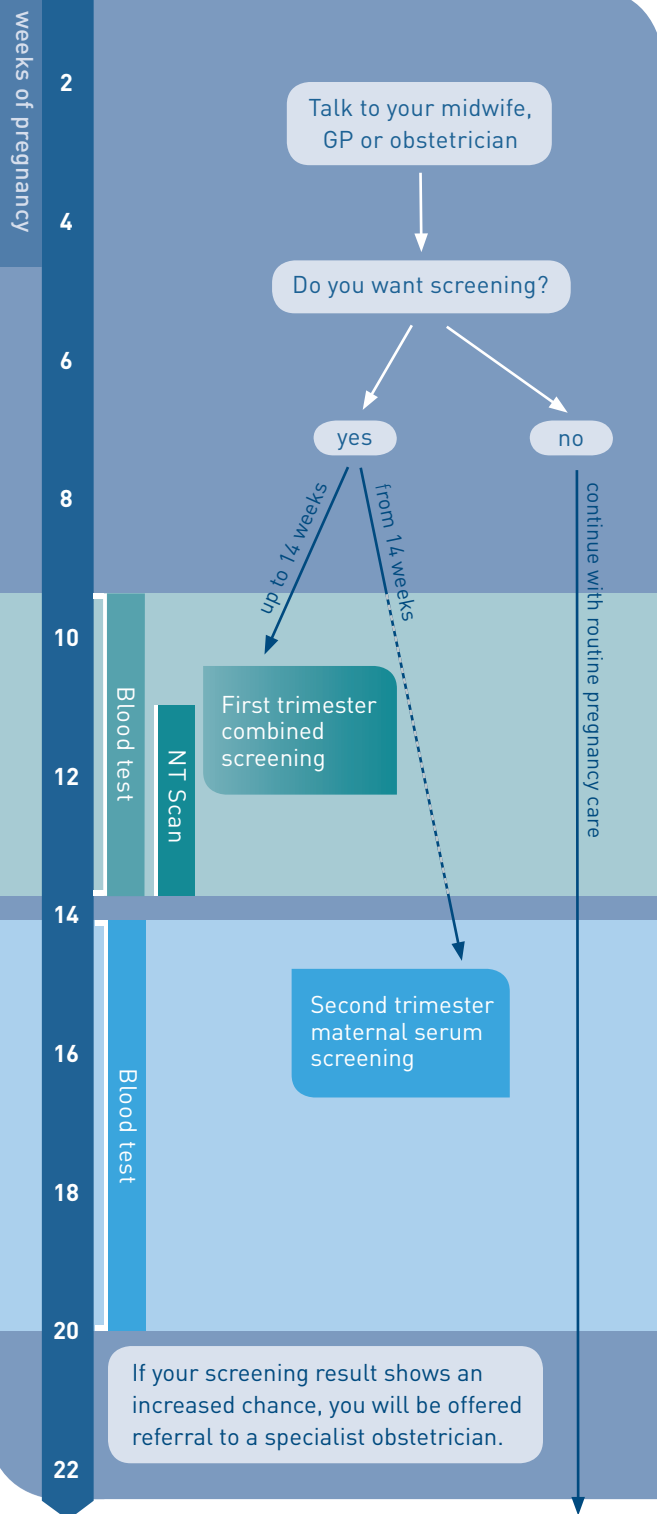 weeks of pregnancy
2
Talk to your midwife,
GP or obstetrician
4
Do you want screening?
6
yes
no
8
up to 14 weeks
from 14 weeks
continue with routine pregnancy care
10
Blood test
First trimester
combined
screening
NT Scan
12
14
Second trimester
maternal serum
screening
16
Blood test
18
20
If your screening result shows an
increased chance, you will be offered
referral to a specialist obstetrician.
22